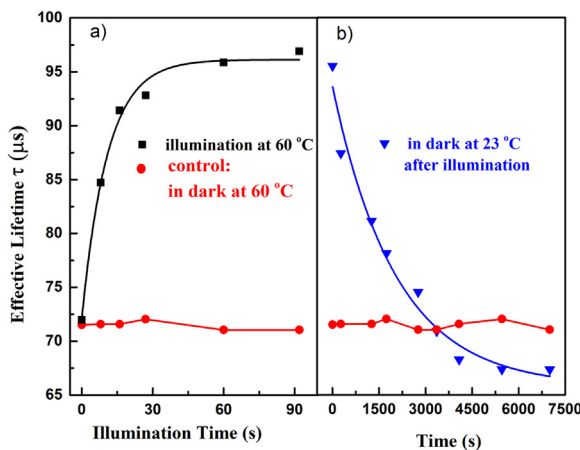 a)
b)
100
95
90
85
80
75
70
65
Effective Lifetime τ (μs)
illumination at 60 °C
control:
in dark at 60 °C
in dark at 23 °C
after illumination
0 30 60 90
0 1500 3000 4500 6000 7500
Illumination Time (s)
Time (s)